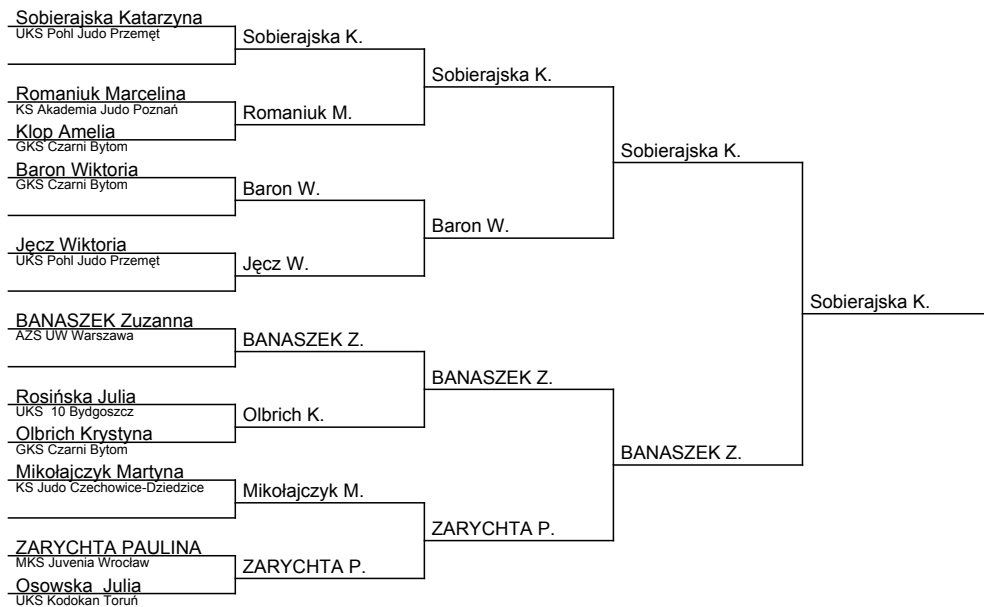 Sobierajska Katarzyna
UKS Pohl Judo Przemęt
Romaniuk Marcelina
KS Akademia Judo Poznań
Klop Amelia
GKS Czarni Bytom
Baron Wiktoria
GKS Czarni Bytom
Jęcz Wiktoria
UKS Pohl Judo Przemęt
BANASZEK Zuzanna
AZS UW Warszawa
Rosińska Julia
UKS 10 Bydgoszcz
Olbrich Krystyna
GKS Czarni Bytom
Mikołajczyk Martyna
KS Judo Czechowice-Dziedzice
ZARYCHTA PAULINA
MKS Juvenia Wrocław
Osowska Julia
UKS Kodokan Toruń
Sobierajska K.
Romaniuk M.
Baron W.
Jęcz W.
BANASZEK Z.
Olbrich K.
Mikołajczyk M.
ZARYCHTA P.
Sobierajska K.
Baron W.
BANASZEK Z.
ZARYCHTA P.
Sobierajska K.
BANASZEK Z.
Sobierajska K.